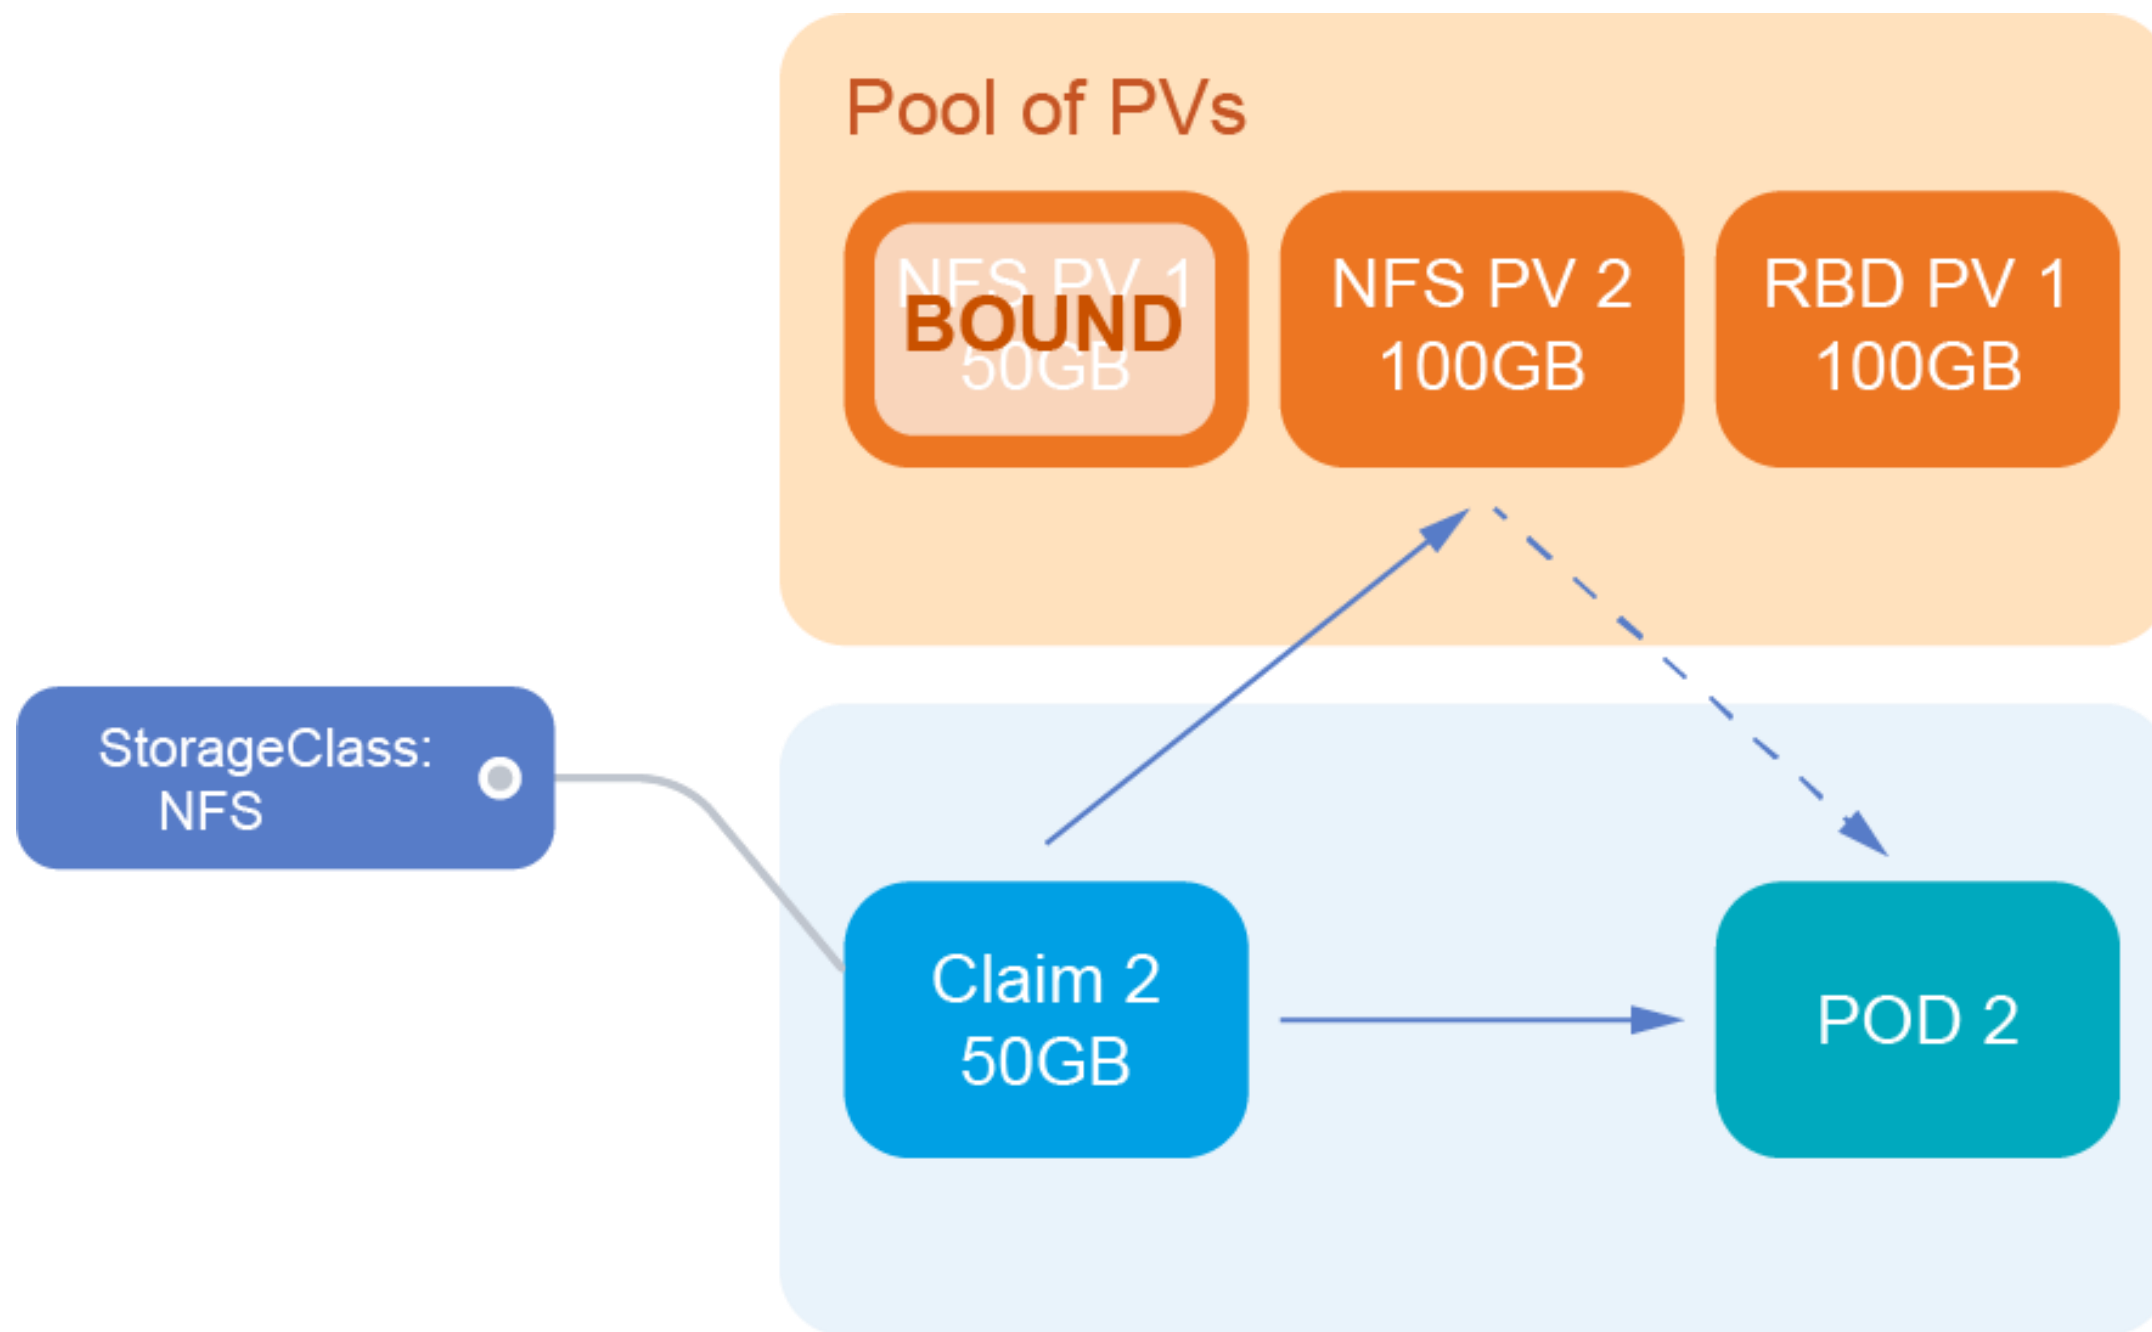 Pool of PVs
NFS PV 1
BOUND
50GB
NFS PV 2
100GB
RBD PV 1
100GB
StorageClass:
NFS
Claim 2
50GB
POD 2